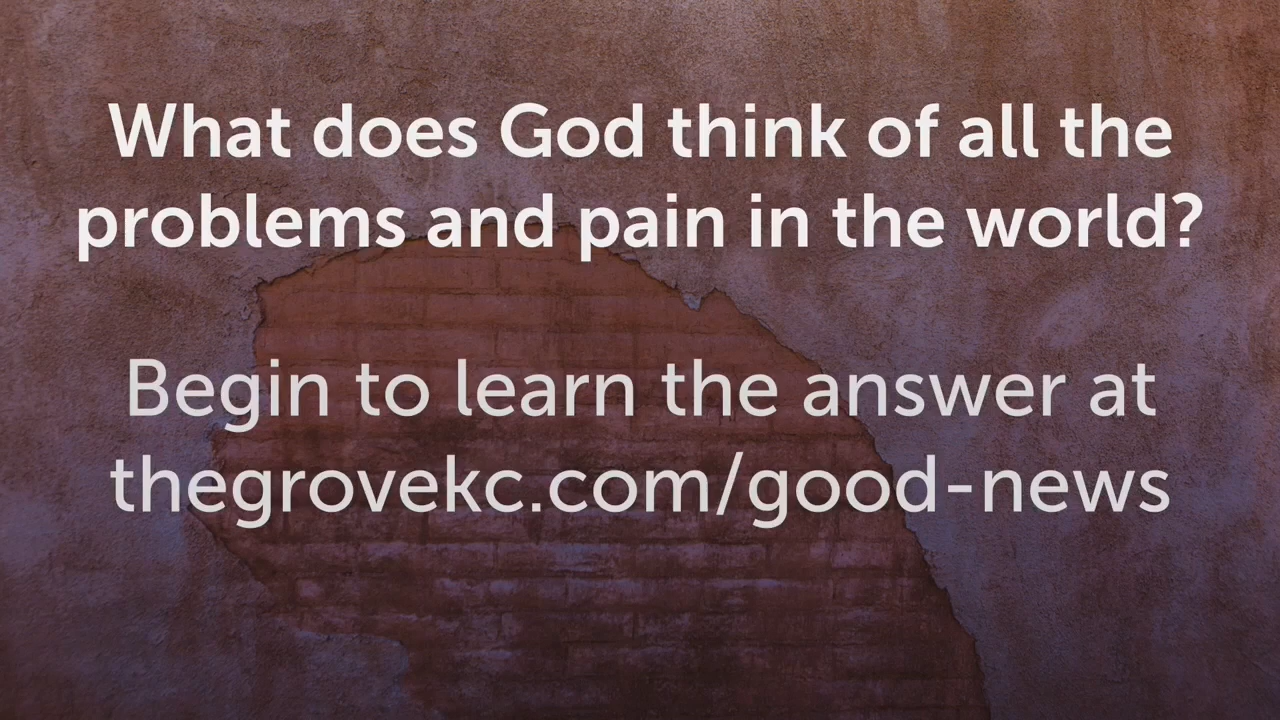 What does God think of all the
problems and pain in the world?
Begin to learn the answer at
thegrovekc.com/good-news